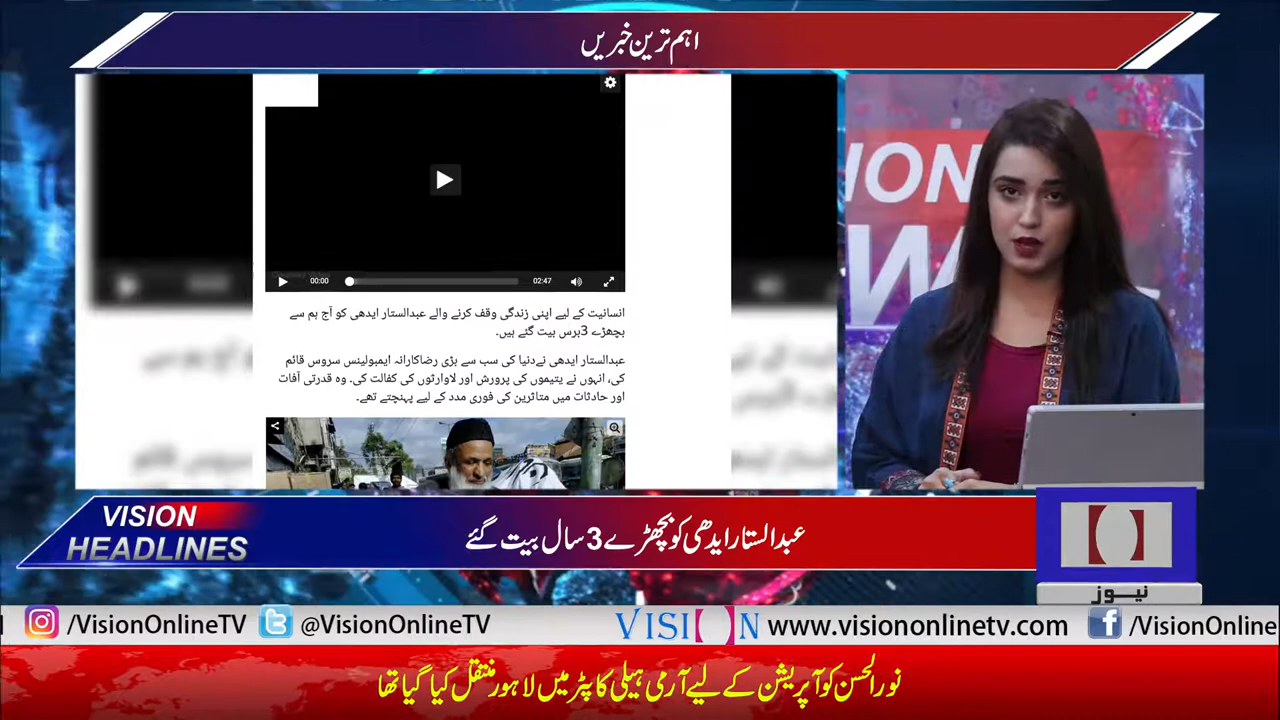 اہم ترین خبریں
ION
W
00:00
02:47
انسانیت کے لیے اپنی زندگی وقف کرنے والے عبدالستار ایدھی کو آج ہم سے
بچھڑے 3برس بیت گئے ہیں۔
عبدالستار ایدھی نےدنیا کی سب سے بڑی رضاکارانہ ایمبولینس سروس قائم
کی، انہوں نے یتیموں کی پرورش اور لاوارثوں کی کفالت کی۔ وہ قدرتی آفات
اور حادثات میں متاثرین کی فوری مدد کے لیے پہنچتے تھے۔
VISION
HEADLINES
عبدالستار ایدھی کو بچھڑے 3 سال بیت گئے
نیوز
/VisionOnlineTV @VisionOnlineTV VISI[]N www.visiononlinetv.com /VisionOnline
نورالحسن کو آپریشن کے لیے آرمی ہیلی کاپٹر میں لاہور منتقل کیا گیا تھا